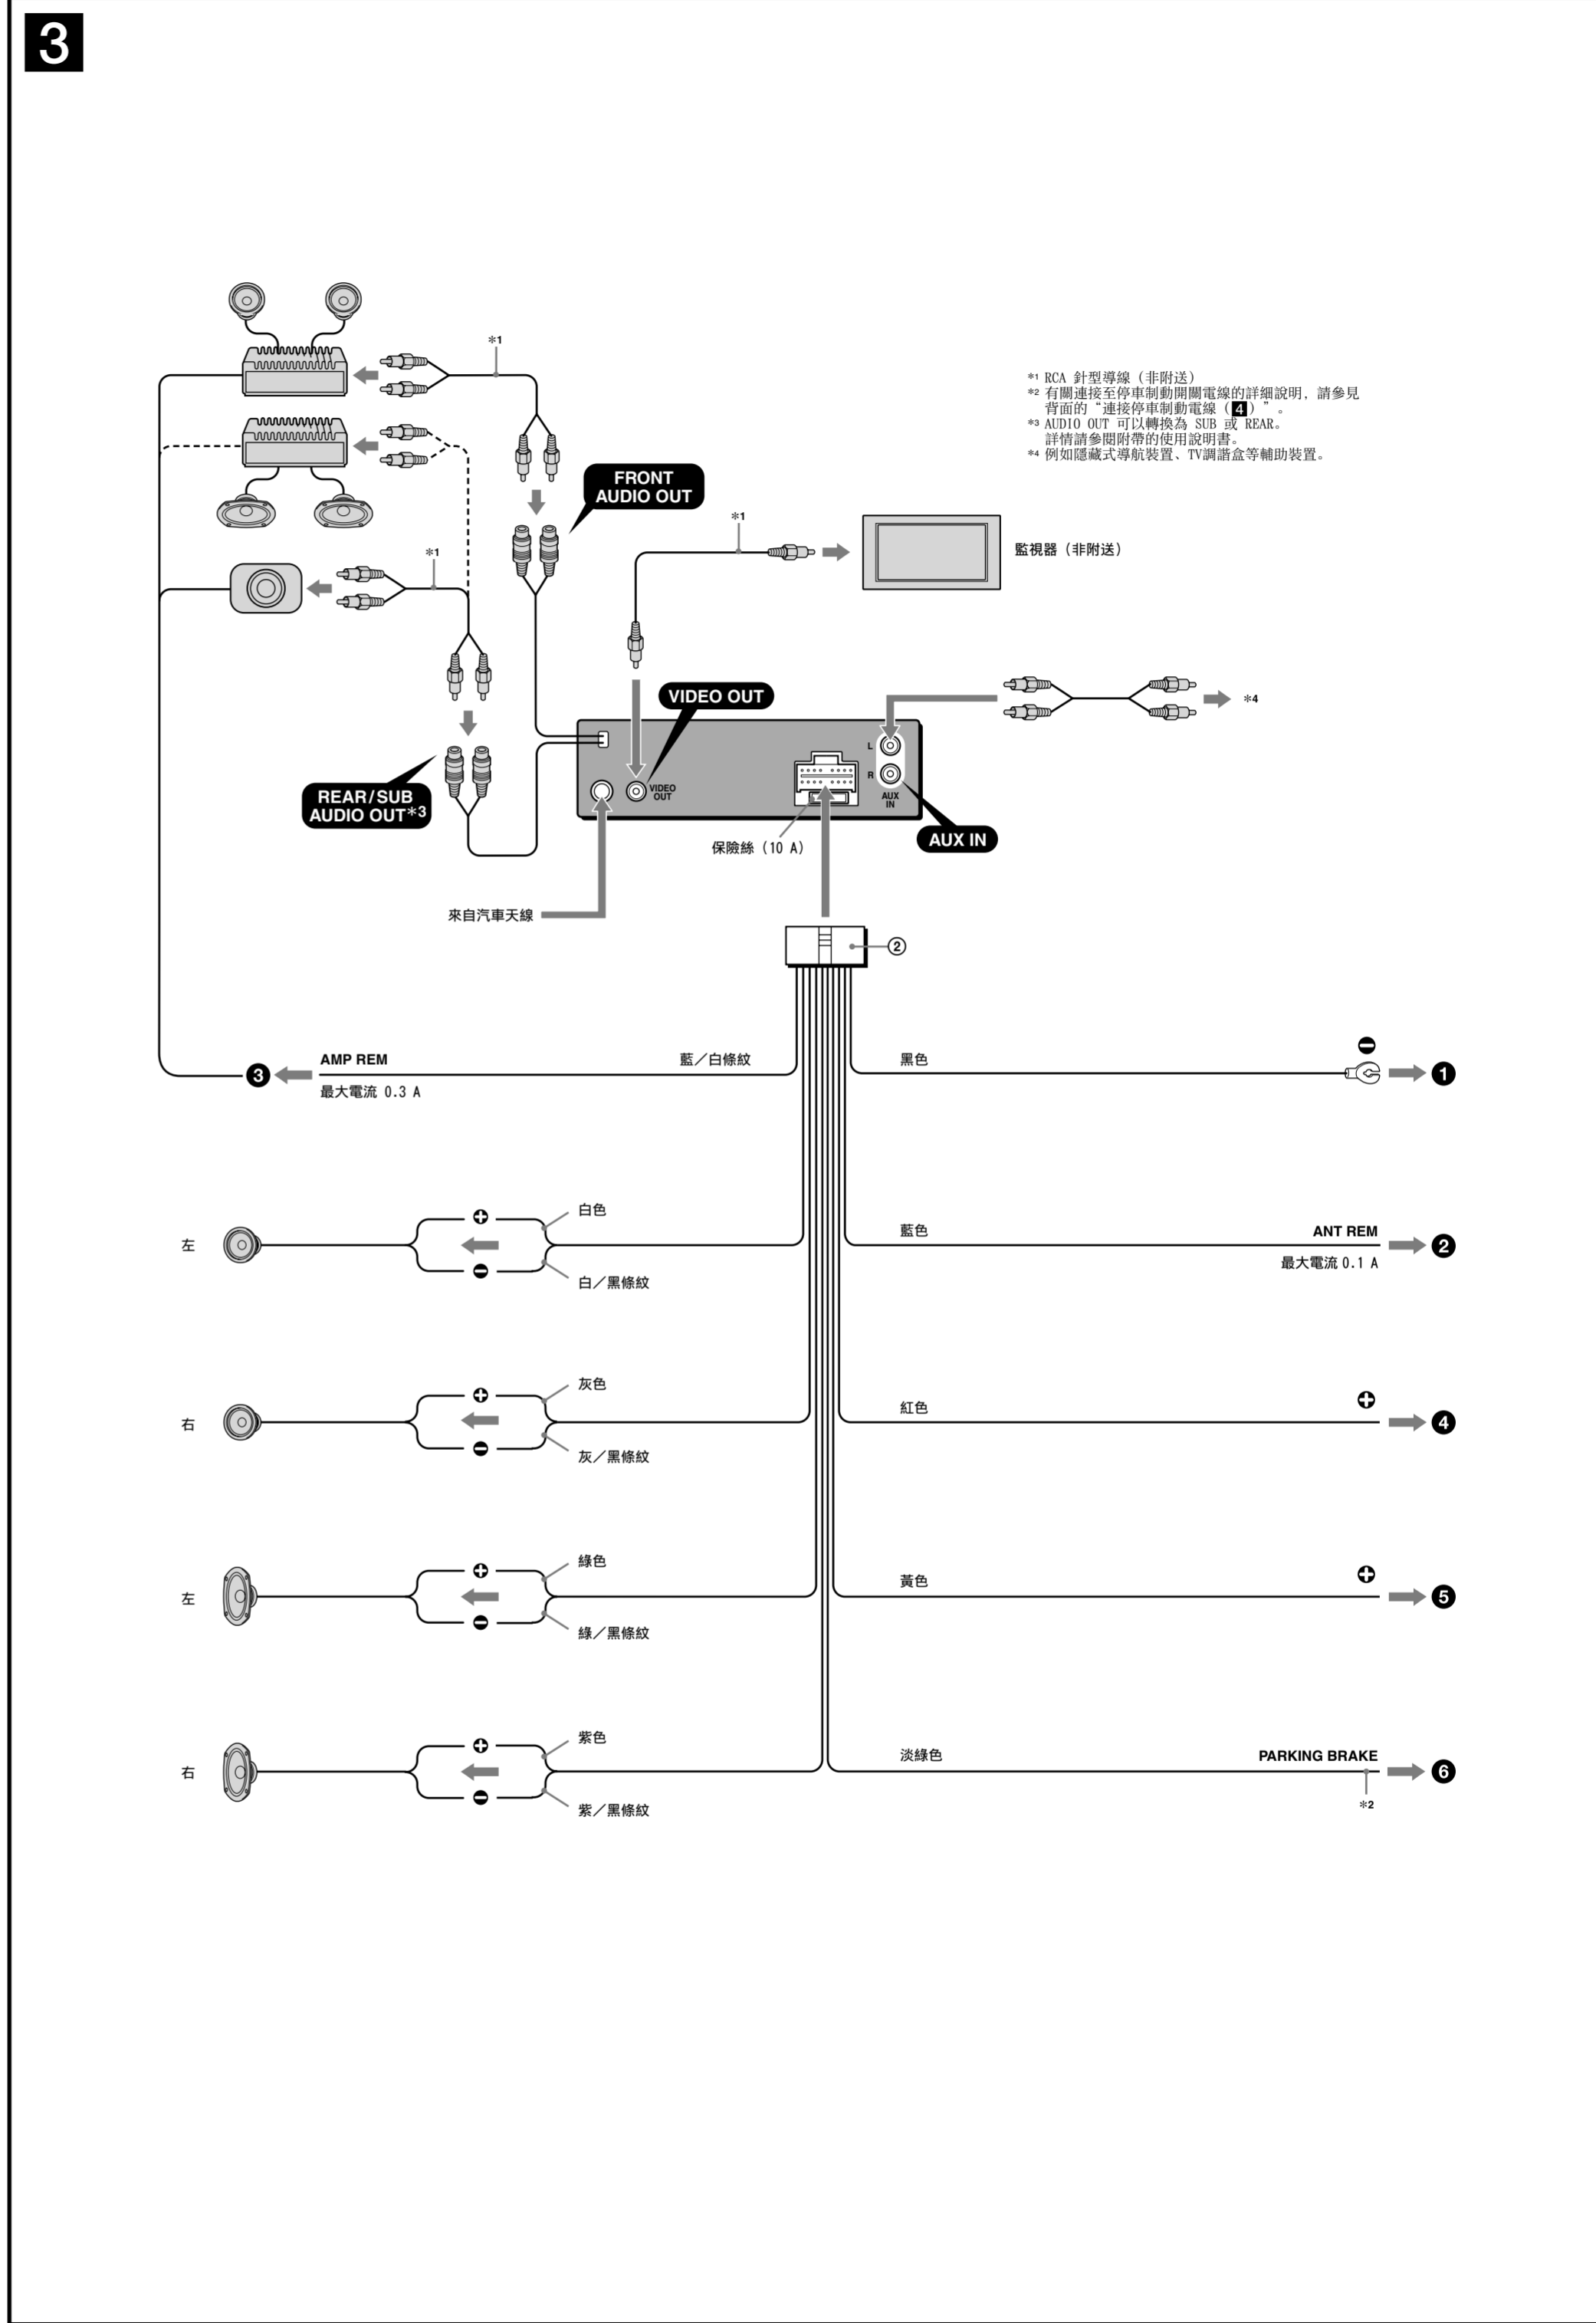 3
*1
*1 RCA 針型導線（非附送）
*2 有關連接至停車制動開關電線的詳細說明，請參見
背面的“連接停車制動電線（4）”。
*3 AUDIO OUT 可以轉換為 SUB 或 REAR。
詳情請參閱附帶的使用說明書。
*4 例如隱藏式導航裝置、TV調諧盒等輔助裝置。
FRONT
AUDIO OUT
*1
*1
監視器（非附送）
VIDEO OUT
*4
REAR/SUB
AUDIO OUT*3
VIDEO
OUT
L
R
AUX
IN
AUX IN
保險絲（10 A）
來自汽車天線
②
❸
AMP REM
藍／白條紋
最大電流 0.3 A
黑色
❶
左
白色
白／黑條紋
藍色
ANT REM
最大電流 0.1 A
❷
右
灰色
灰／黑條紋
紅色
❹
左
綠色
綠／黑條紋
黃色
❺
右
紫色
紫／黑條紋
淡綠色
PARKING BRAKE
❻
*2